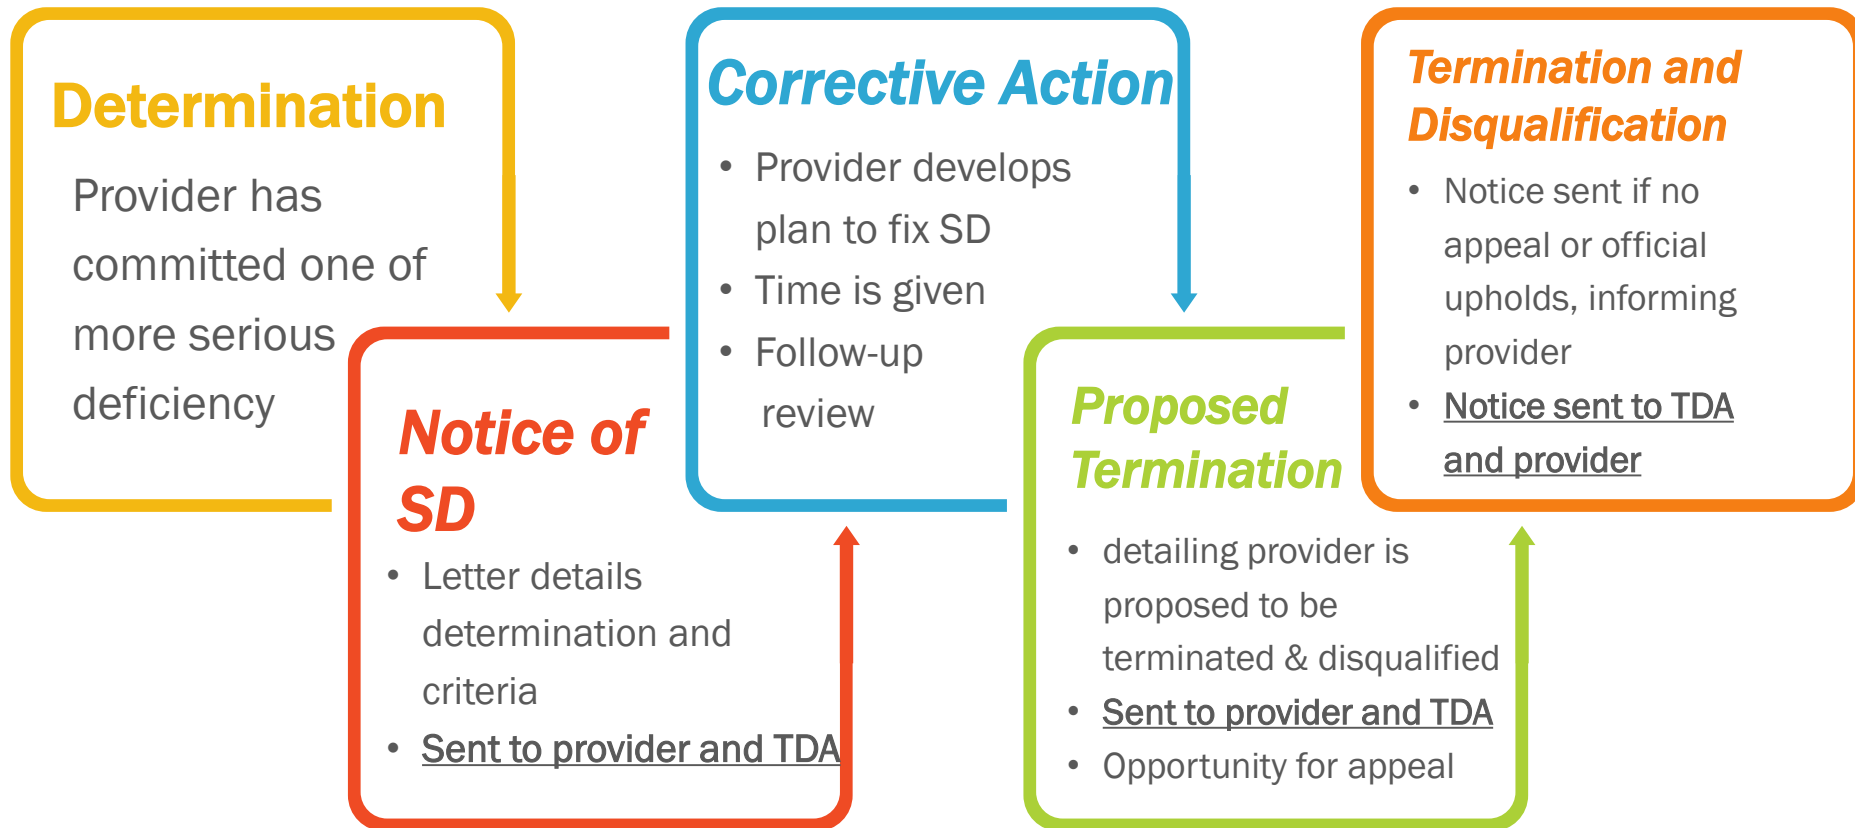 Determination
Provider has
committed one of
more serious
deficiency
Notice of
SD
• Letter details
determination and
criteria
• Sent to provider and TDA
Corrective Action
• Provider develops
plan to fix SD
• Time is given
• Follow-up
review
Proposed
Termination
• detailing provider is
proposed to be
terminated & disqualified
• Sent to provider and TDA
• Opportunity for appeal
Termination and
Disqualification
• Notice sent if no
appeal or official
upholds, informing
provider
• Notice sent to TDA
and provider